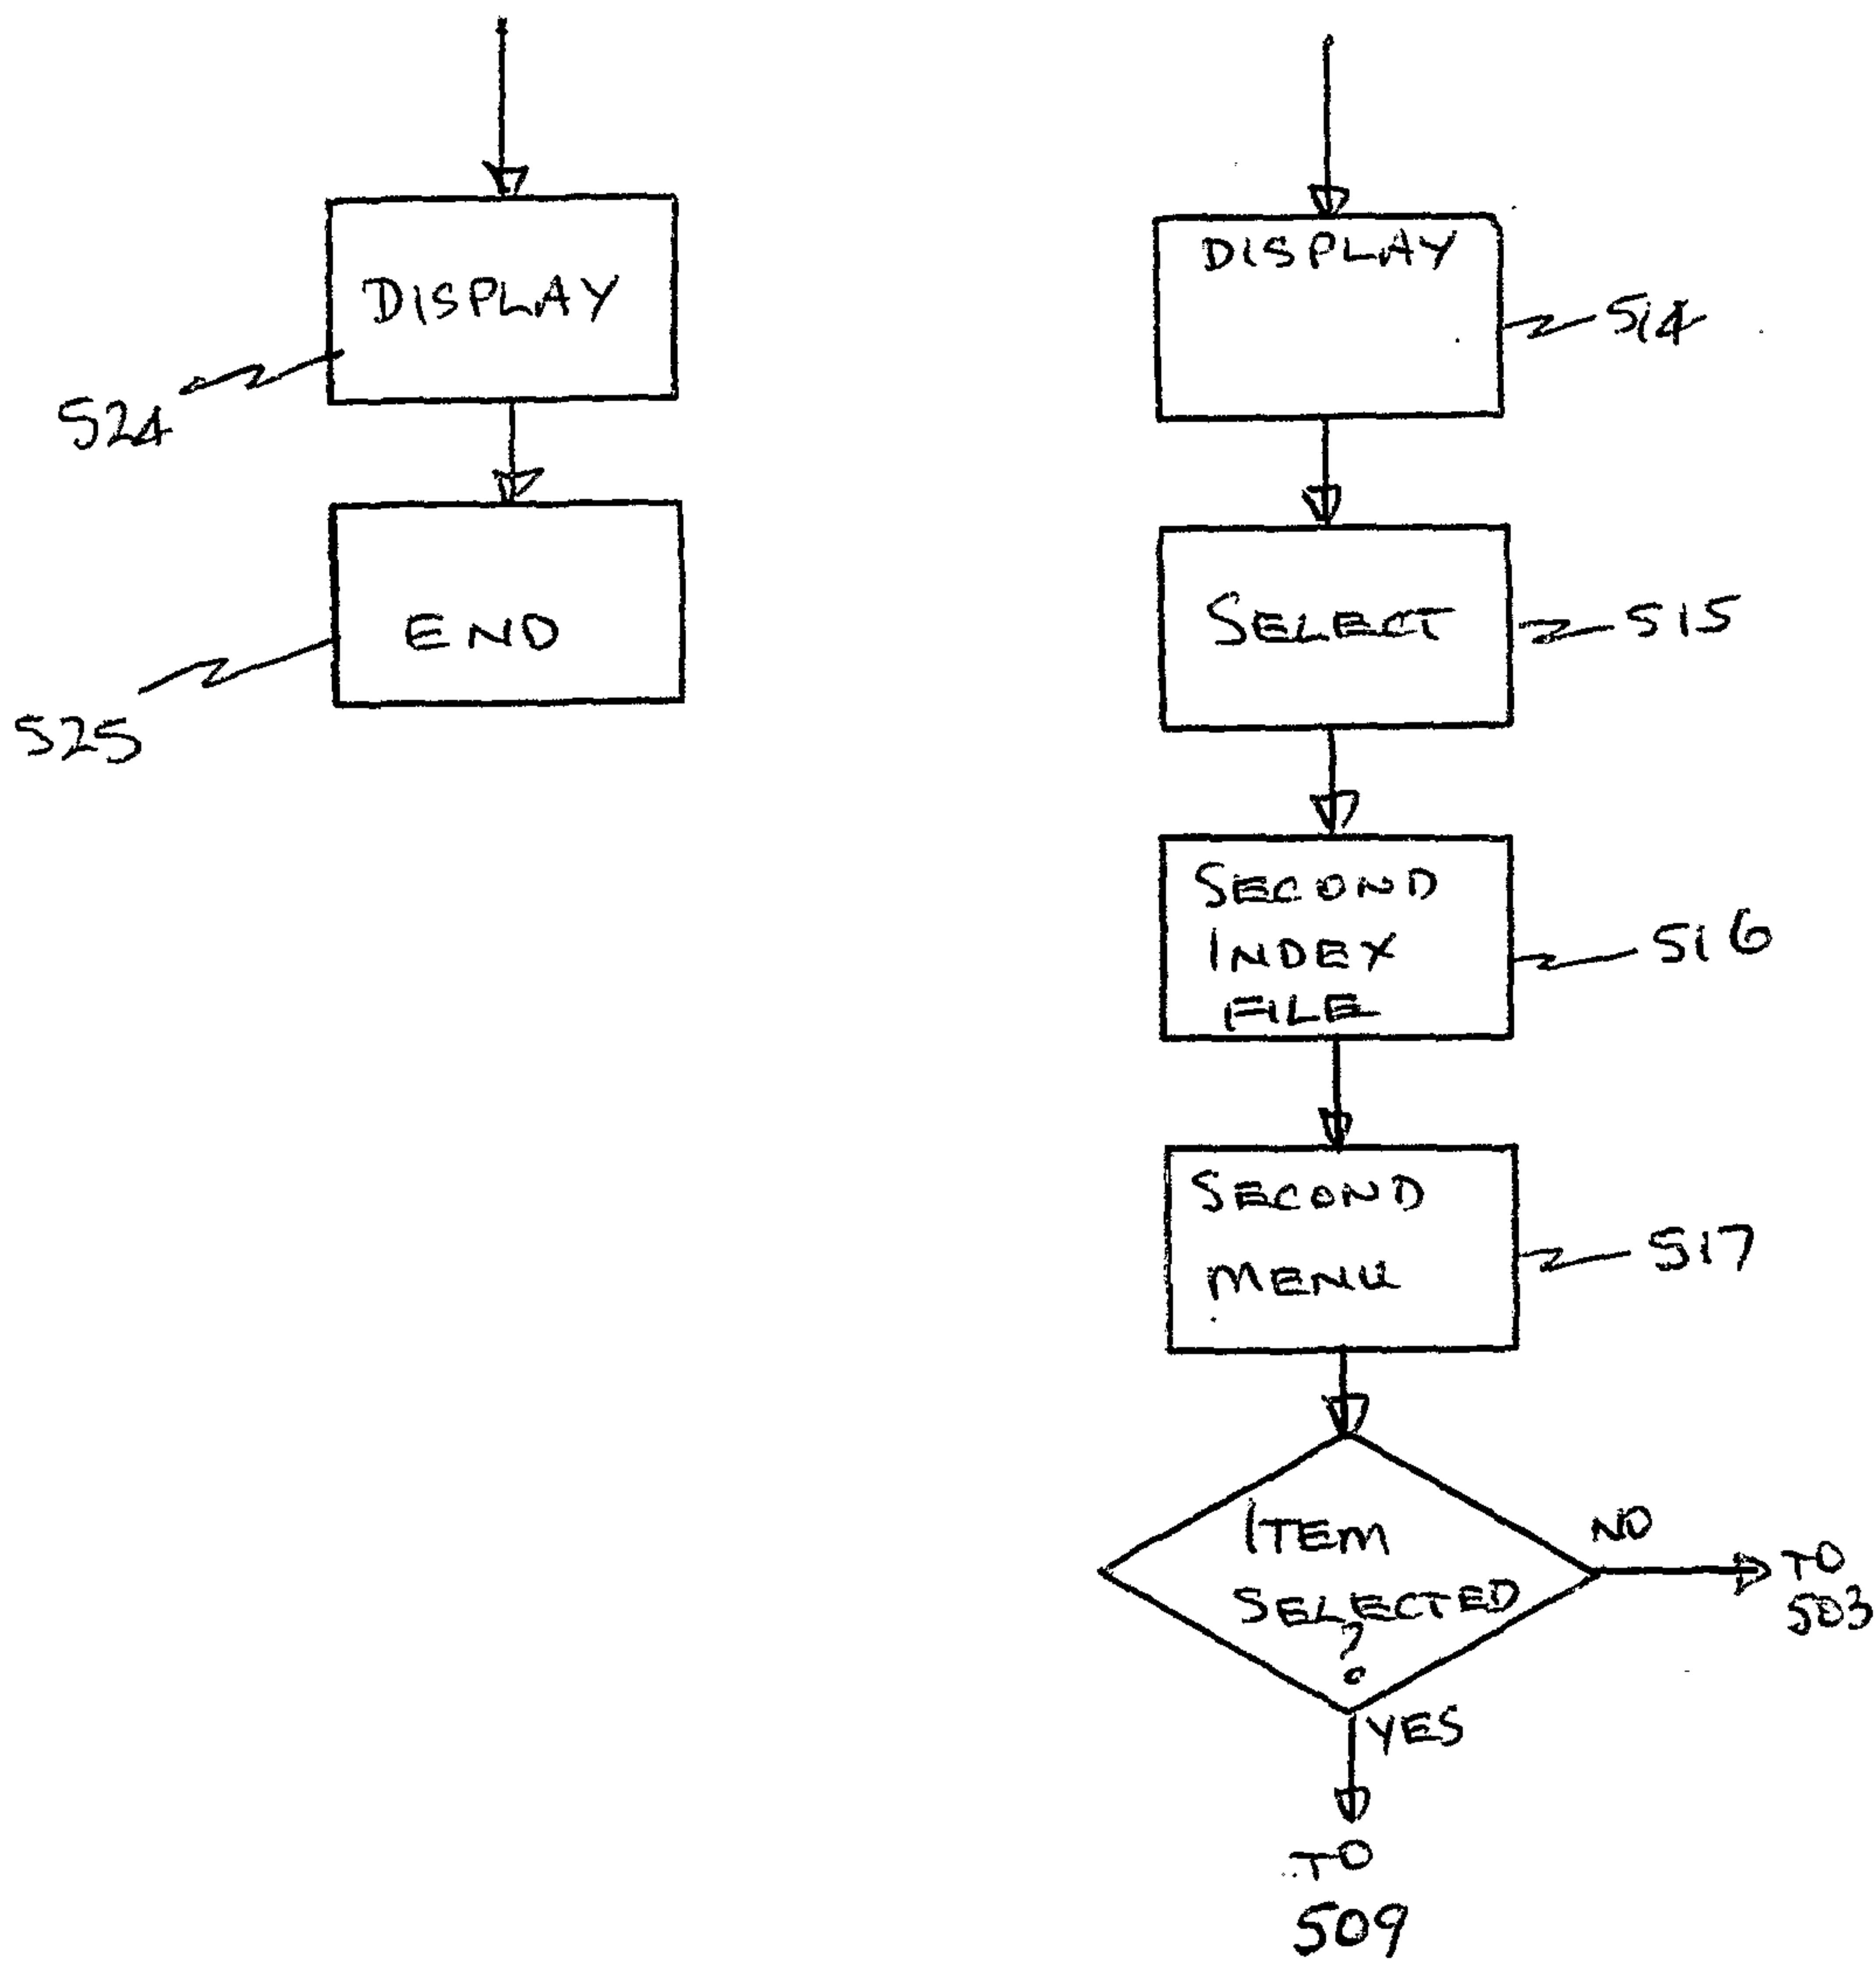 DISPLAY
524
END
525
DISPLAY
514
SELECT
515
SECOND
INDEX
FILE
516
SECOND
MENU
517
ITEM
SELECTED
?
NO
TO
503
YES
TO
509